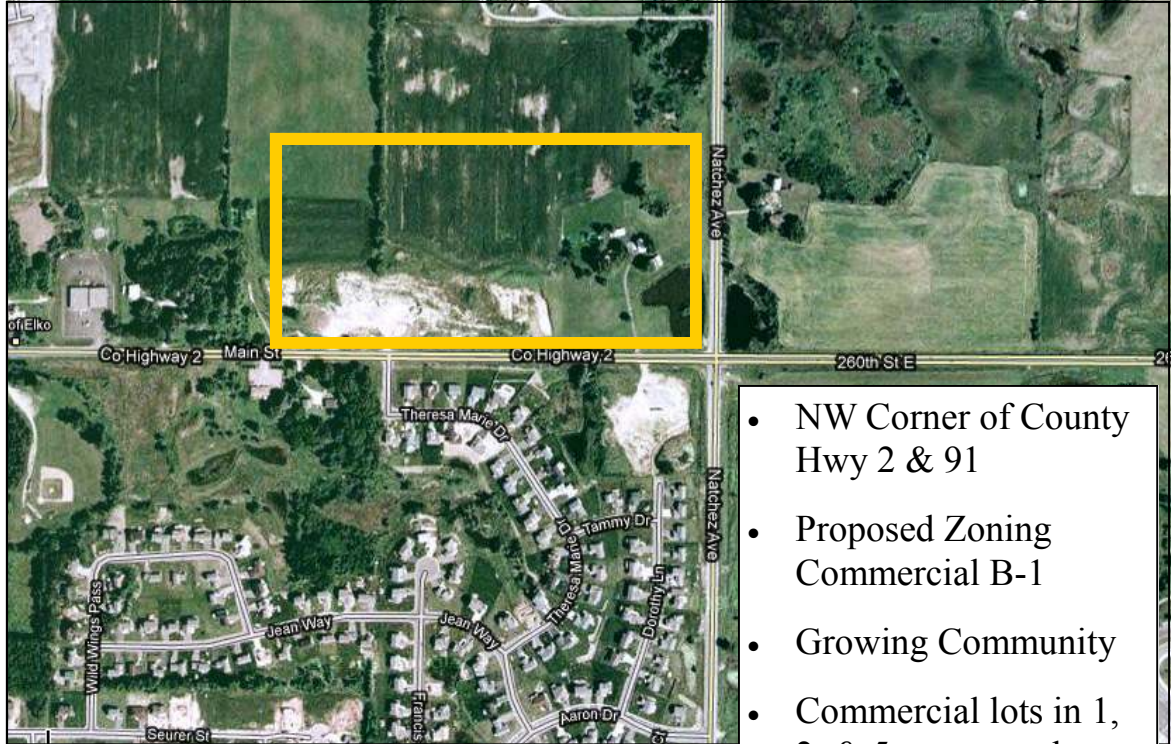 Natchez Ave
of Elko
Co Highway 2
Main St
Co Highway 2
260th St E
Theresa Marie Dr
Tammy Dr
Theresa Marie Dr
Dorothy Ln
Natchez Ave
Wild Wings Pass
Jean Way
Jean Way
Francis
Aaron Dr
Ct
Seurer St
• NW Corner of County
Hwy 2 & 91
• Proposed Zoning
Commercial B-1
• Growing Community
• Commercial lots in 1,